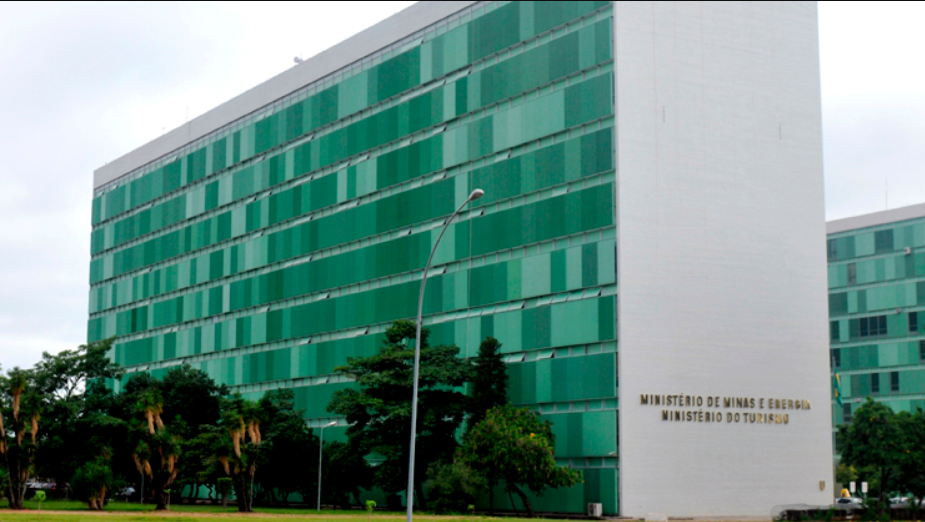 MINISTÉRIO DE MINAS E ENERGIA
MINISTÉRIO DO TURISMO